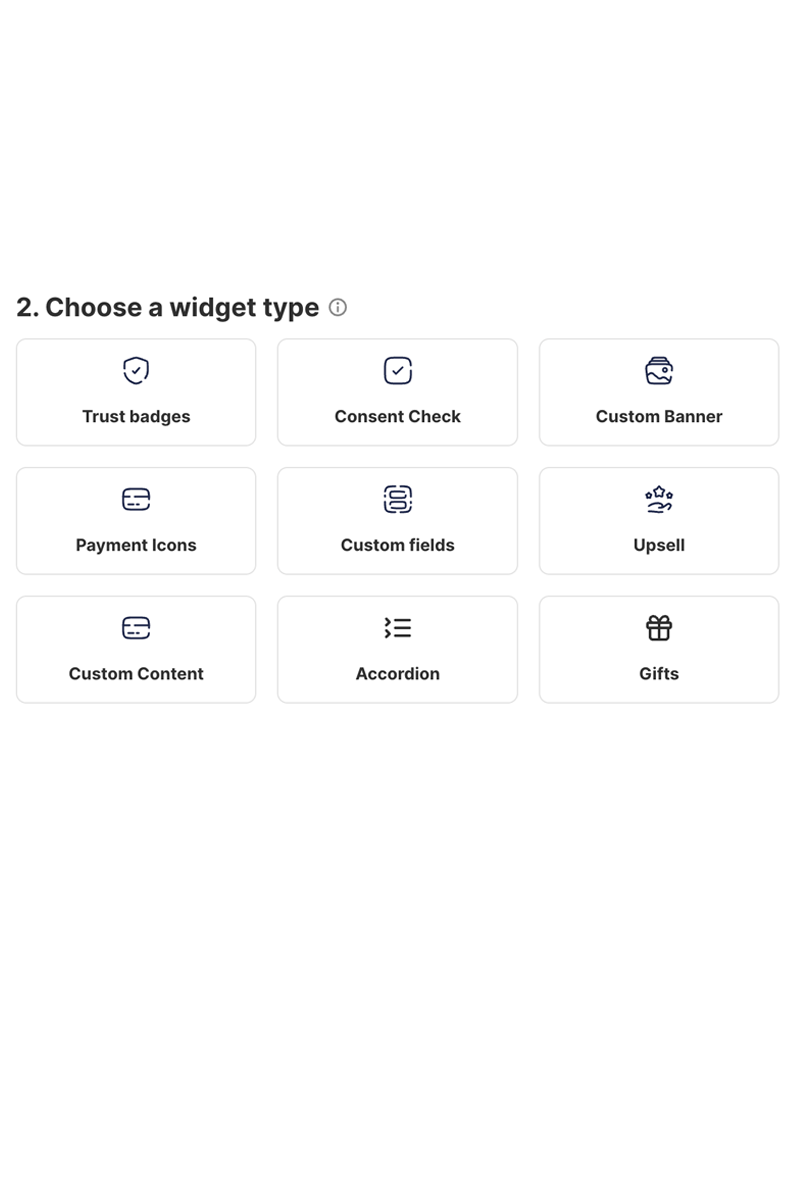 2. Choose a widget type
Trust badges
Consent Check
Custom Banner
Payment Icons
Custom fields
Upsell
Custom Content
Accordion
Gifts